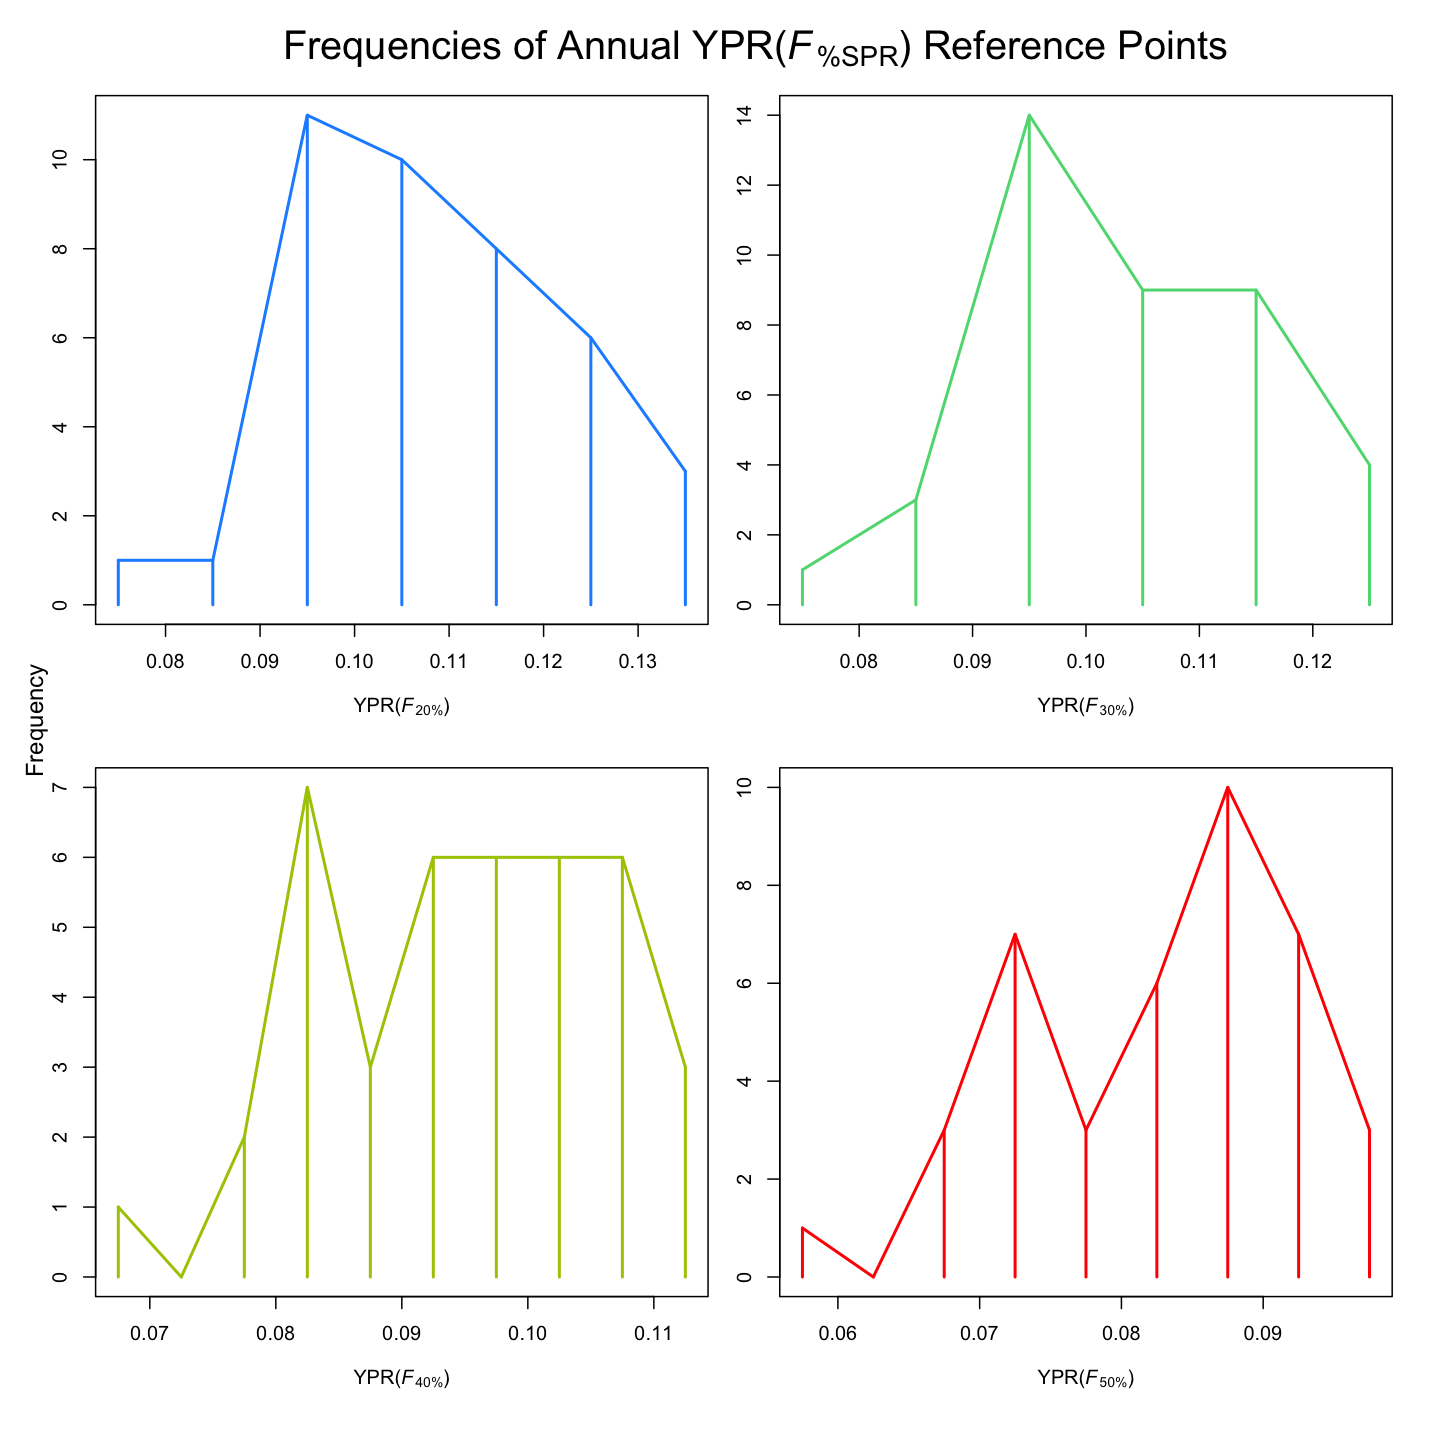 Frequencies of Annual YPR(F%SPR) Reference Points
Frequency
0 2 4 6 8 10
0.08 0.09 0.10 0.11 0.12 0.13
YPR(F20%)
0 2 4 6 8 10 12 14
0.08 0.09 0.10 0.11 0.12
YPR(F30%)
0 1 2 3 4 5 6 7
0.07 0.08 0.09 0.10 0.11
YPR(F40%)
0 2 4 6 8 10
0.06 0.07 0.08 0.09
YPR(F50%)